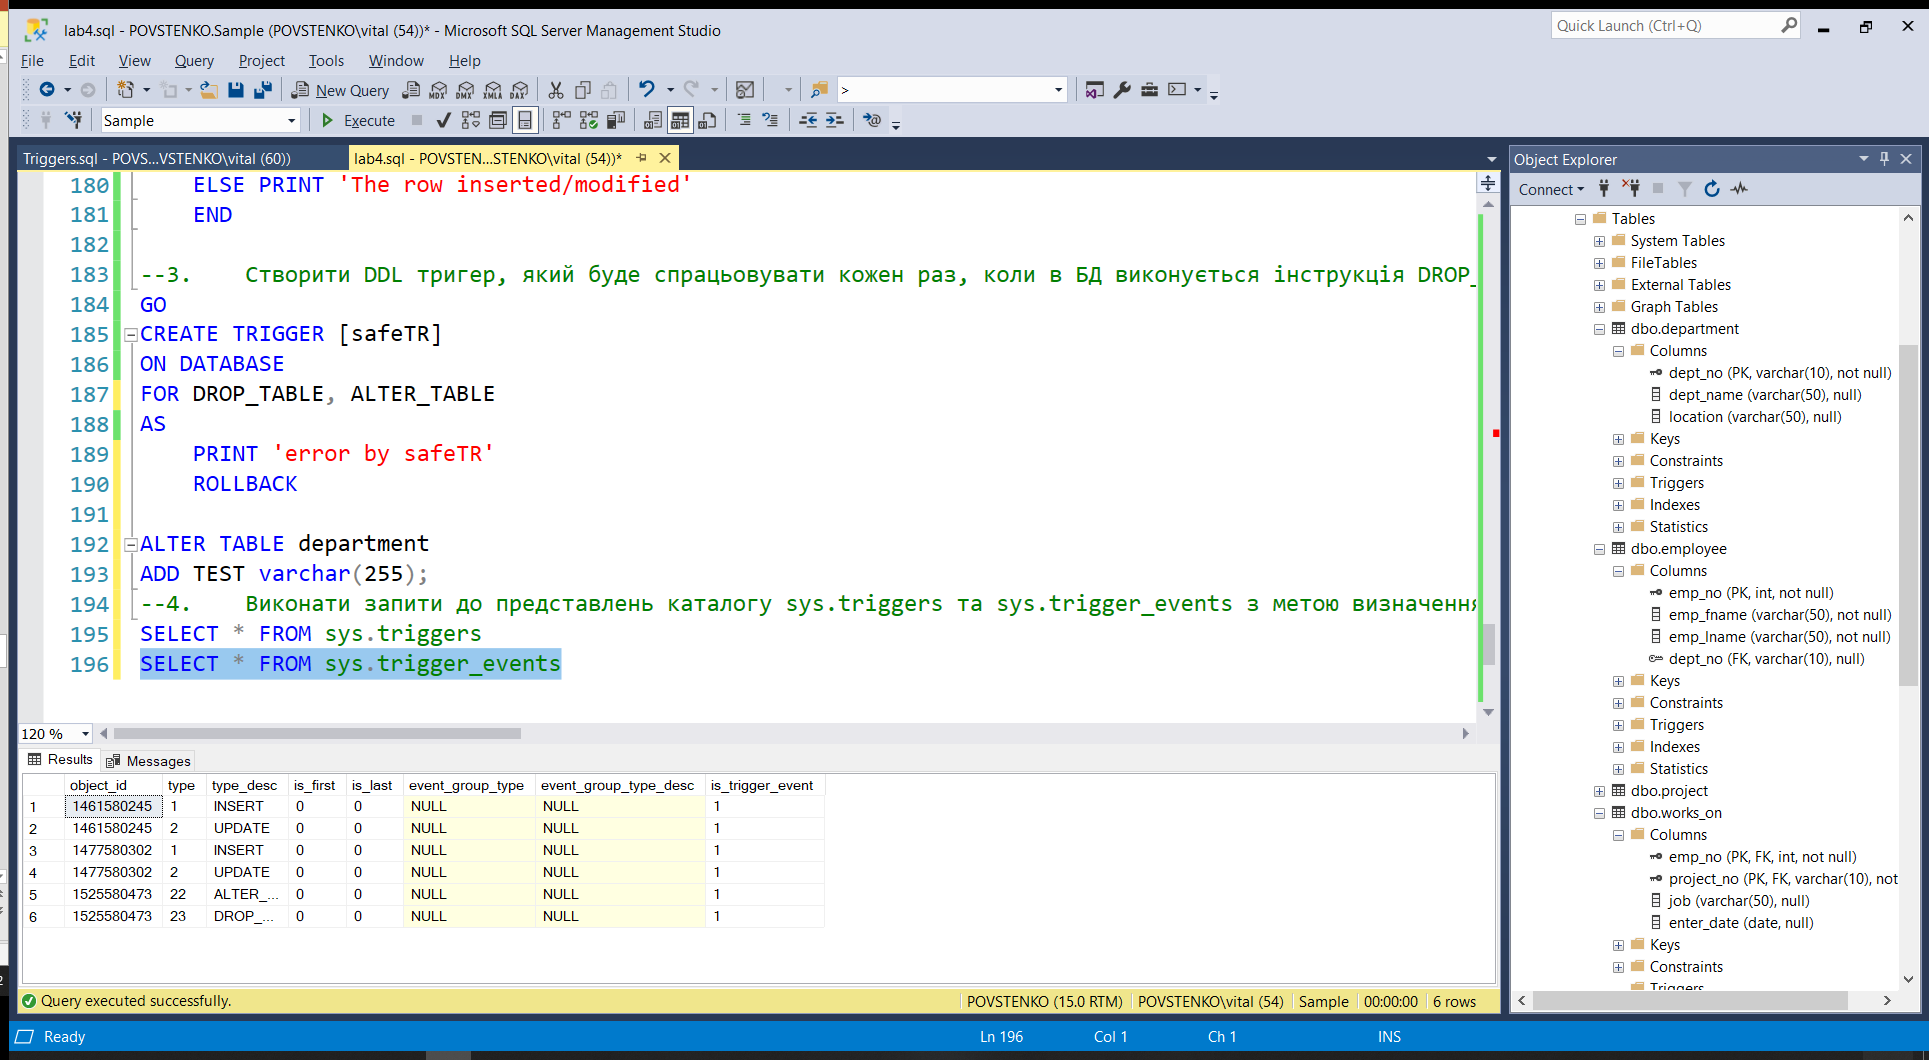 lab4.sql - POVSTENKO.Sample (POVSTENKO\vital (54))* - Microsoft SQL Server Management Studio
Quick Launch (Ctrl+Q)
File Edit View Query Project Tools Window Help
New Query
MDX DMX XMLA DAX
>
Sample
Execute
Triggers.sql - POVS...VSTENKO\vital (60))
lab4.sql - POVSTEN...STENKO\vital (54))*
180 ELSE PRINT 'The row inserted/modified'
181 END
182
183 --3. Створити DDL тригер, який буде спрацьовувати кожен раз, коли в БД виконується інструкція DROP_
184 GO
185 CREATE TRIGGER [safeTR]
186 ON DATABASE
187 FOR DROP_TABLE, ALTER_TABLE
188 AS
189 PRINT 'error by safeTR'
190 ROLLBACK
191
192 ALTER TABLE department
193 ADD TEST varchar(255);
194 --4. Виконати запити до представлень каталогу sys.triggers та sys.trigger_events з метою визначення
195 SELECT * FROM sys.triggers
196 SELECT * FROM sys.trigger_events
120 %
Results Messages
object_id type type_desc is_first is_last event_group_type event_group_type_desc is_trigger_event
1 1461580245 1 INSERT 0 0 NULL NULL 1
2 1461580245 2 UPDATE 0 0 NULL NULL 1
3 1477580302 1 INSERT 0 0 NULL NULL 1
4 1477580302 2 UPDATE 0 0 NULL NULL 1
5 1525580473 22 ALTER_... 0 0 NULL NULL 1
6 1525580473 23 DROP_... 0 0 NULL NULL 1
Query executed successfully.
POVSTENKO (15.0 RTM) POVSTENKO\vital (54) Sample 00:00:00 6 rows
Object Explorer
Connect
Tables
System Tables
FileTables
External Tables
Graph Tables
dbo.department
Columns
dept_no (PK, varchar(10), not null)
dept_name (varchar(50), null)
location (varchar(50), null)
Keys
Constraints
Triggers
Indexes
Statistics
dbo.employee
Columns
emp_no (PK, int, not null)
emp_fname (varchar(50), not null)
emp_lname (varchar(50), not null)
dept_no (FK, varchar(10), null)
Keys
Constraints
Triggers
Indexes
Statistics
dbo.project
dbo.works_on
Columns
emp_no (PK, FK, int, not null)
project_no (PK, FK, varchar(10), not
job (varchar(50), null)
enter_date (date, null)
Keys
Constraints
Triggers
Ready
Ln 196 Col 1 Ch 1 INS